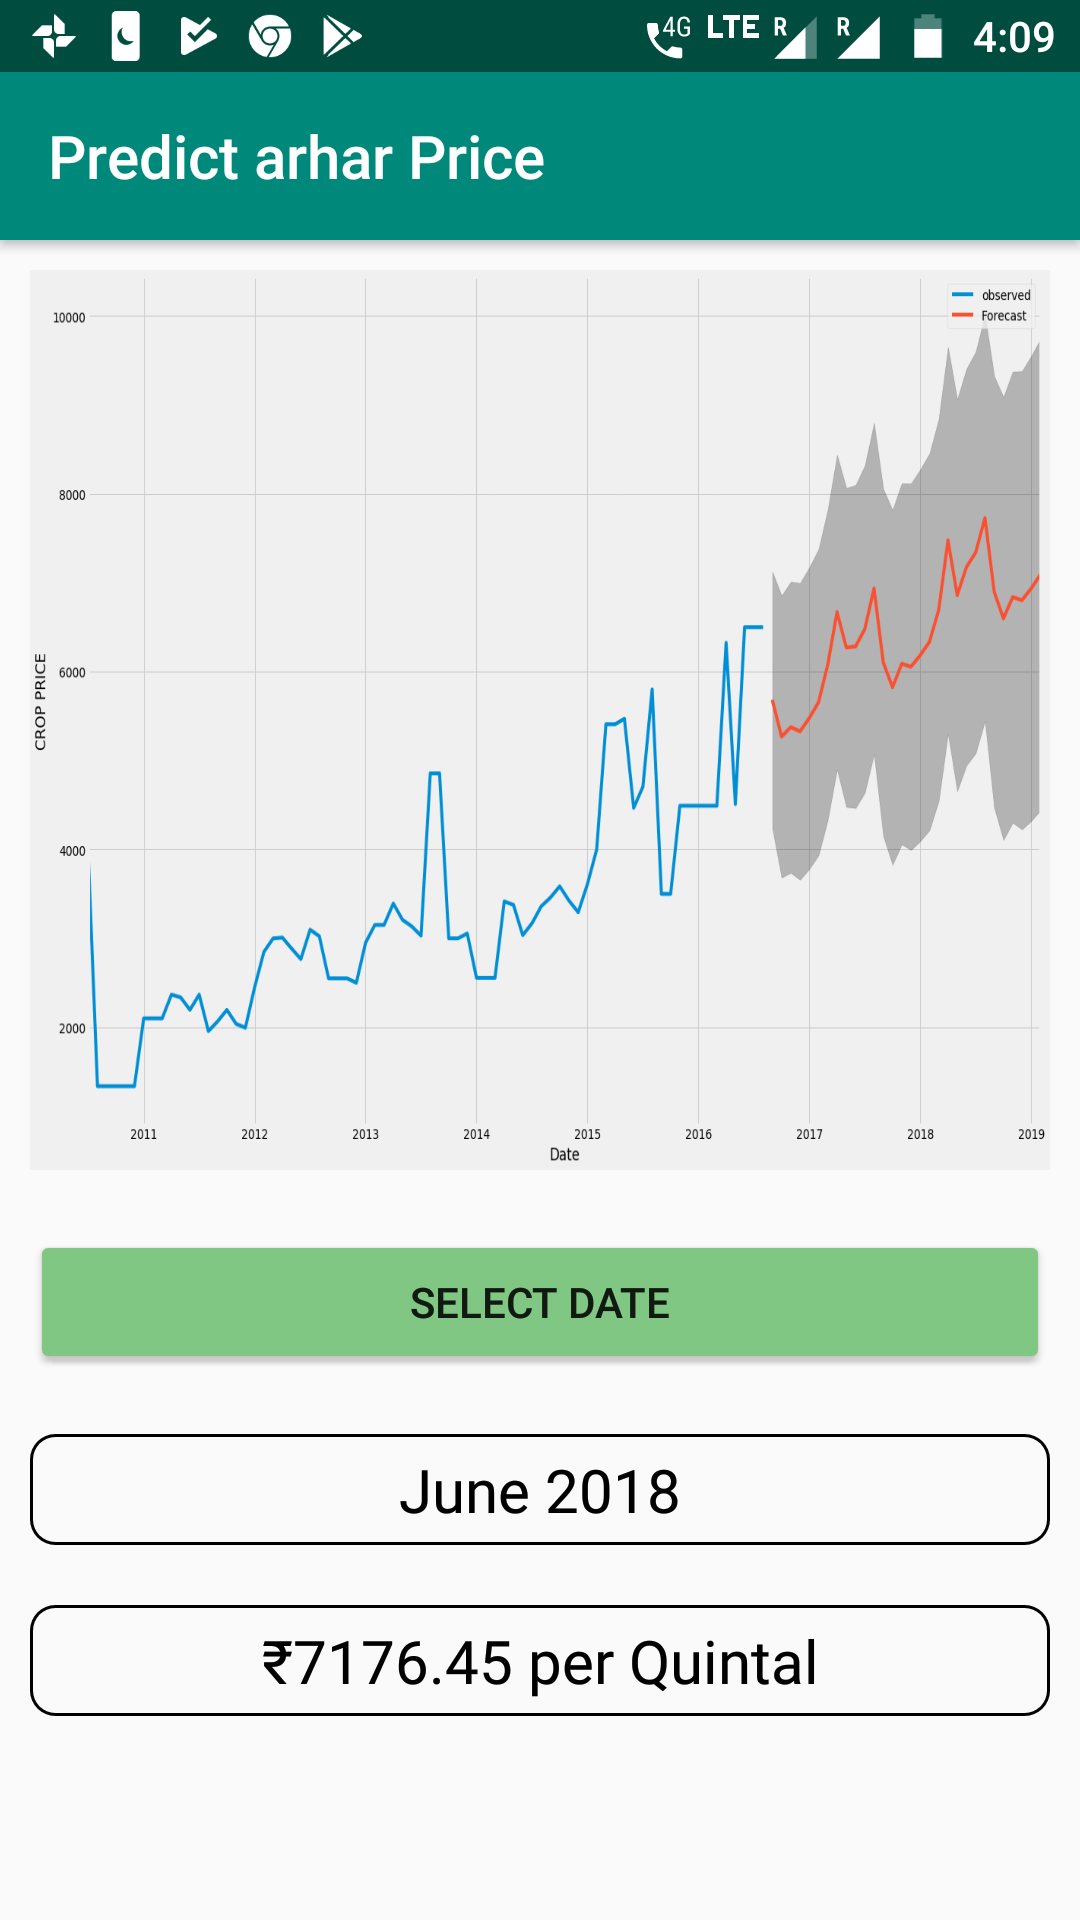 4G LTE R R 4:09
Predict arhar Price
observed
Forecast
10000
8000
6000
4000
2000
CROP PRICE
2011 2012 2013 2014 2015 2016 2017 2018 2019
Date
SELECT DATE
June 2018
₹7176.45 per Quintal